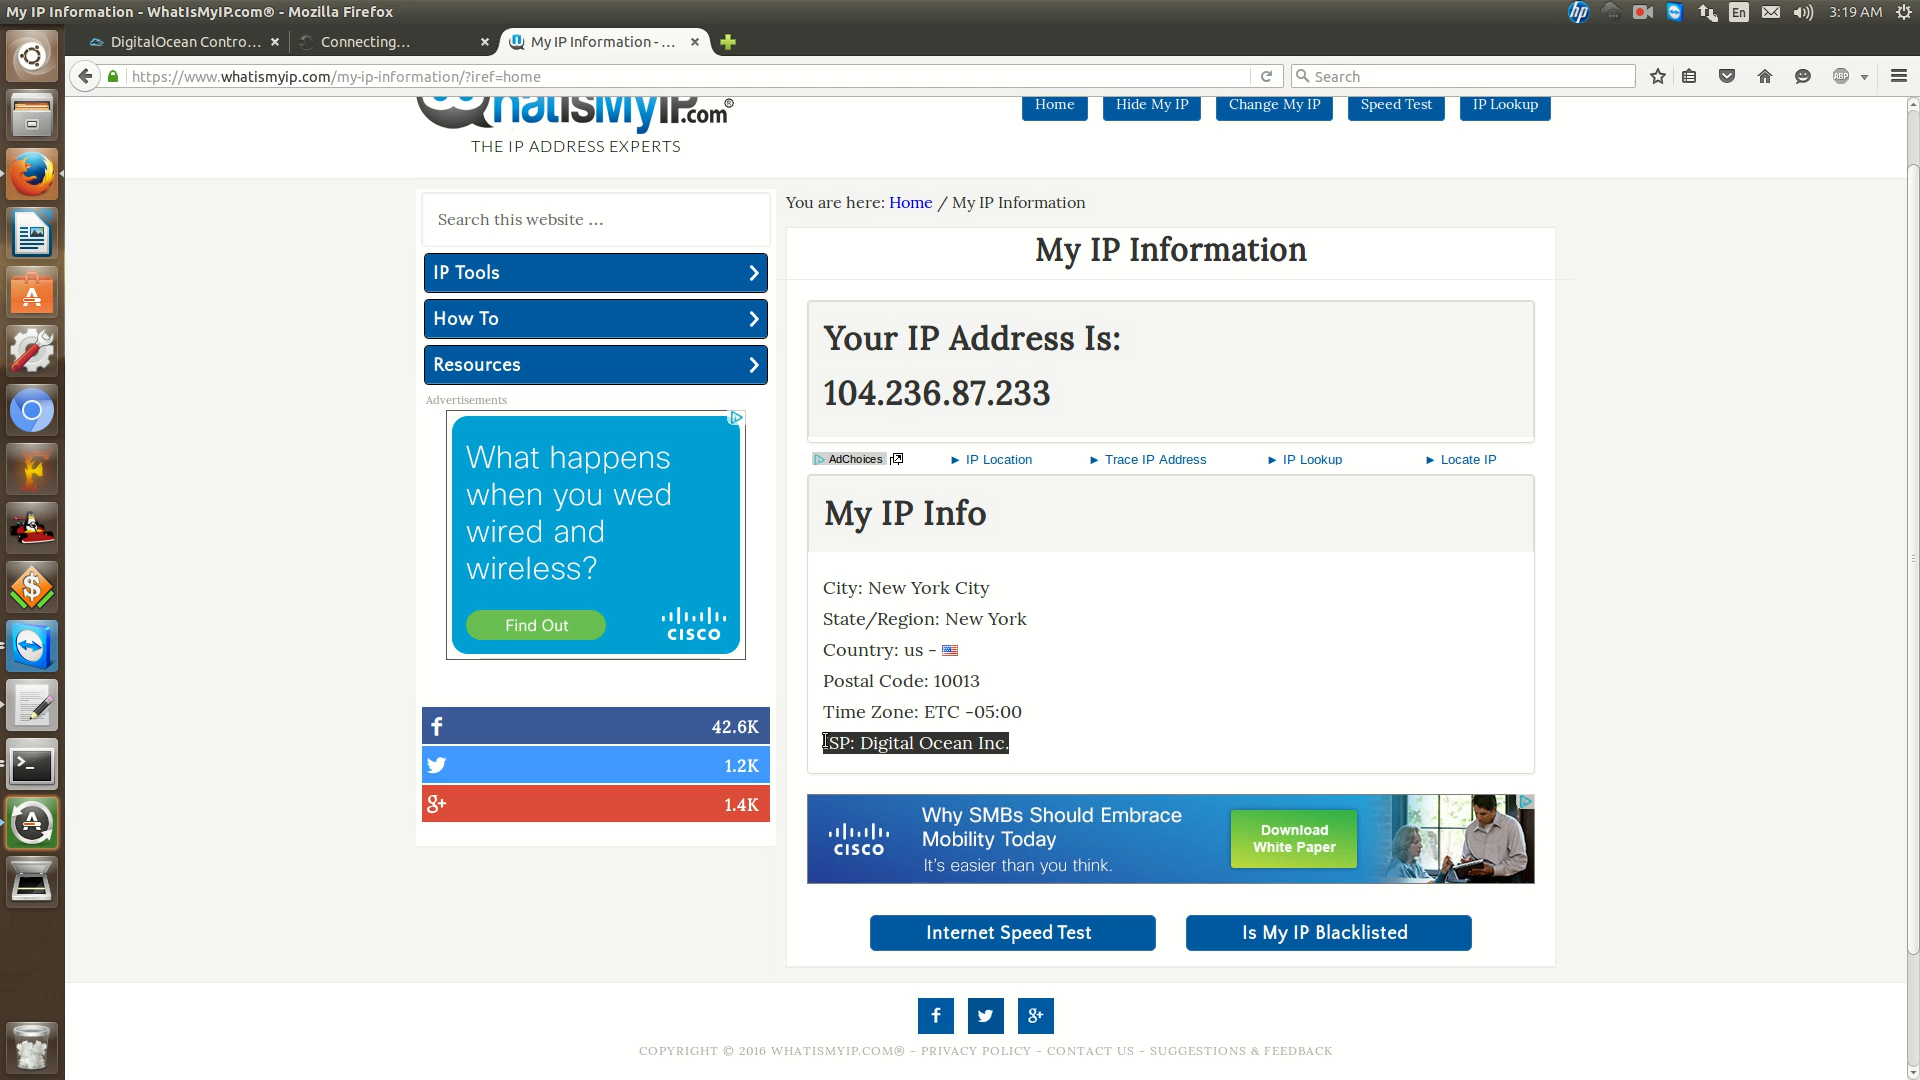 My IP Information - WhatIsMyIP.com® - Mozilla Firefox
En
3:19 AM
DigitalOcean Contro...
Connecting...
My IP Information - ...
https://www.whatismyip.com/my-ip-information/?iref=home
Search
ABP
WhatIsMyIP.com®
THE IP ADDRESS EXPERTS
Home
Hide My IP
Change My IP
Speed Test
IP Lookup
Search this website …
You are here: Home / My IP Information
My IP Information
IP Tools
How To
Resources
Advertisements
What happens
when you wed
wired and
wireless?
Find Out
CISCO
42.6K
1.2K
1.4K
Your IP Address Is:
104.236.87.233
AdChoices
► IP Location
► Trace IP Address
► IP Lookup
► Locate IP
My IP Info
City: New York City
State/Region: New York
Country: us -
Postal Code: 10013
Time Zone: ETC -05:00
ISP: Digital Ocean Inc.
CISCO
Why SMBs Should Embrace
Mobility Today
It's easier than you think.
Download
White Paper
Internet Speed Test
Is My IP Blacklisted
COPYRIGHT © 2016 WHATISMYIP.COM® - PRIVACY POLICY - CONTACT US - SUGGESTIONS & FEEDBACK